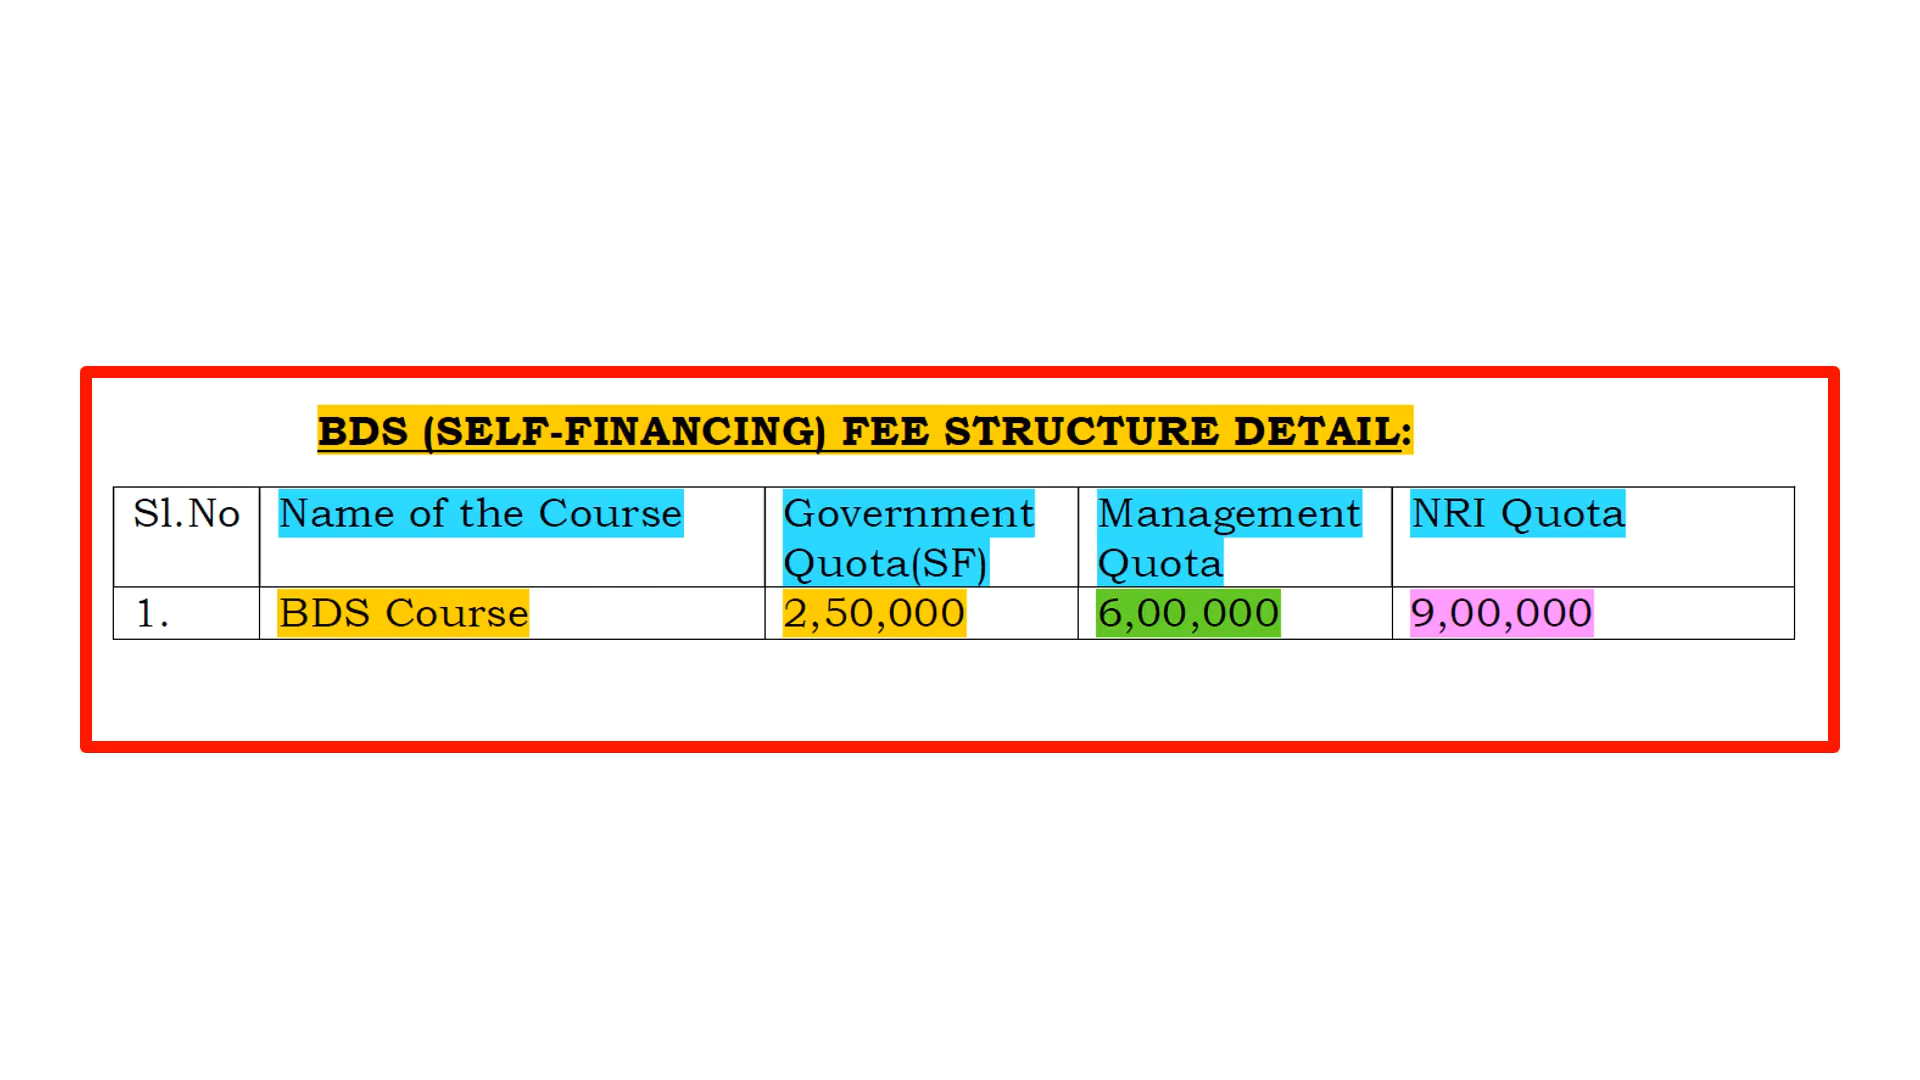 BDS (SELF-FINANCING) FEE STRUCTURE DETAIL:
Sl.No Name of the Course Government Quota(SF) Management Quota NRI Quota
1. BDS Course 2,50,000 6,00,000 9,00,000